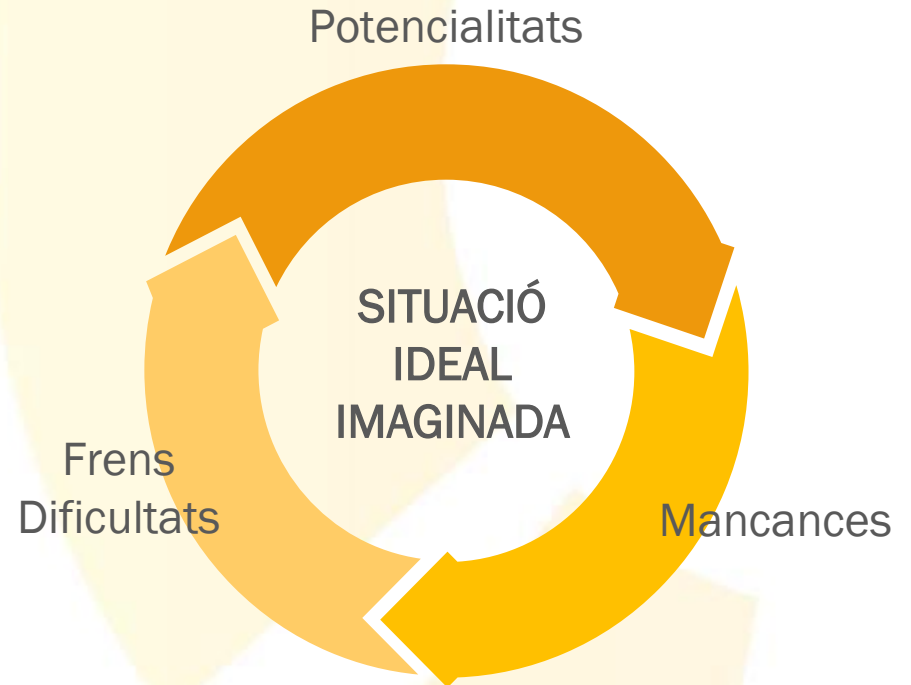 Potencialitats
SITUACIÓ
IDEAL
IMAGINADA
Frens
Dificultats
Mancances